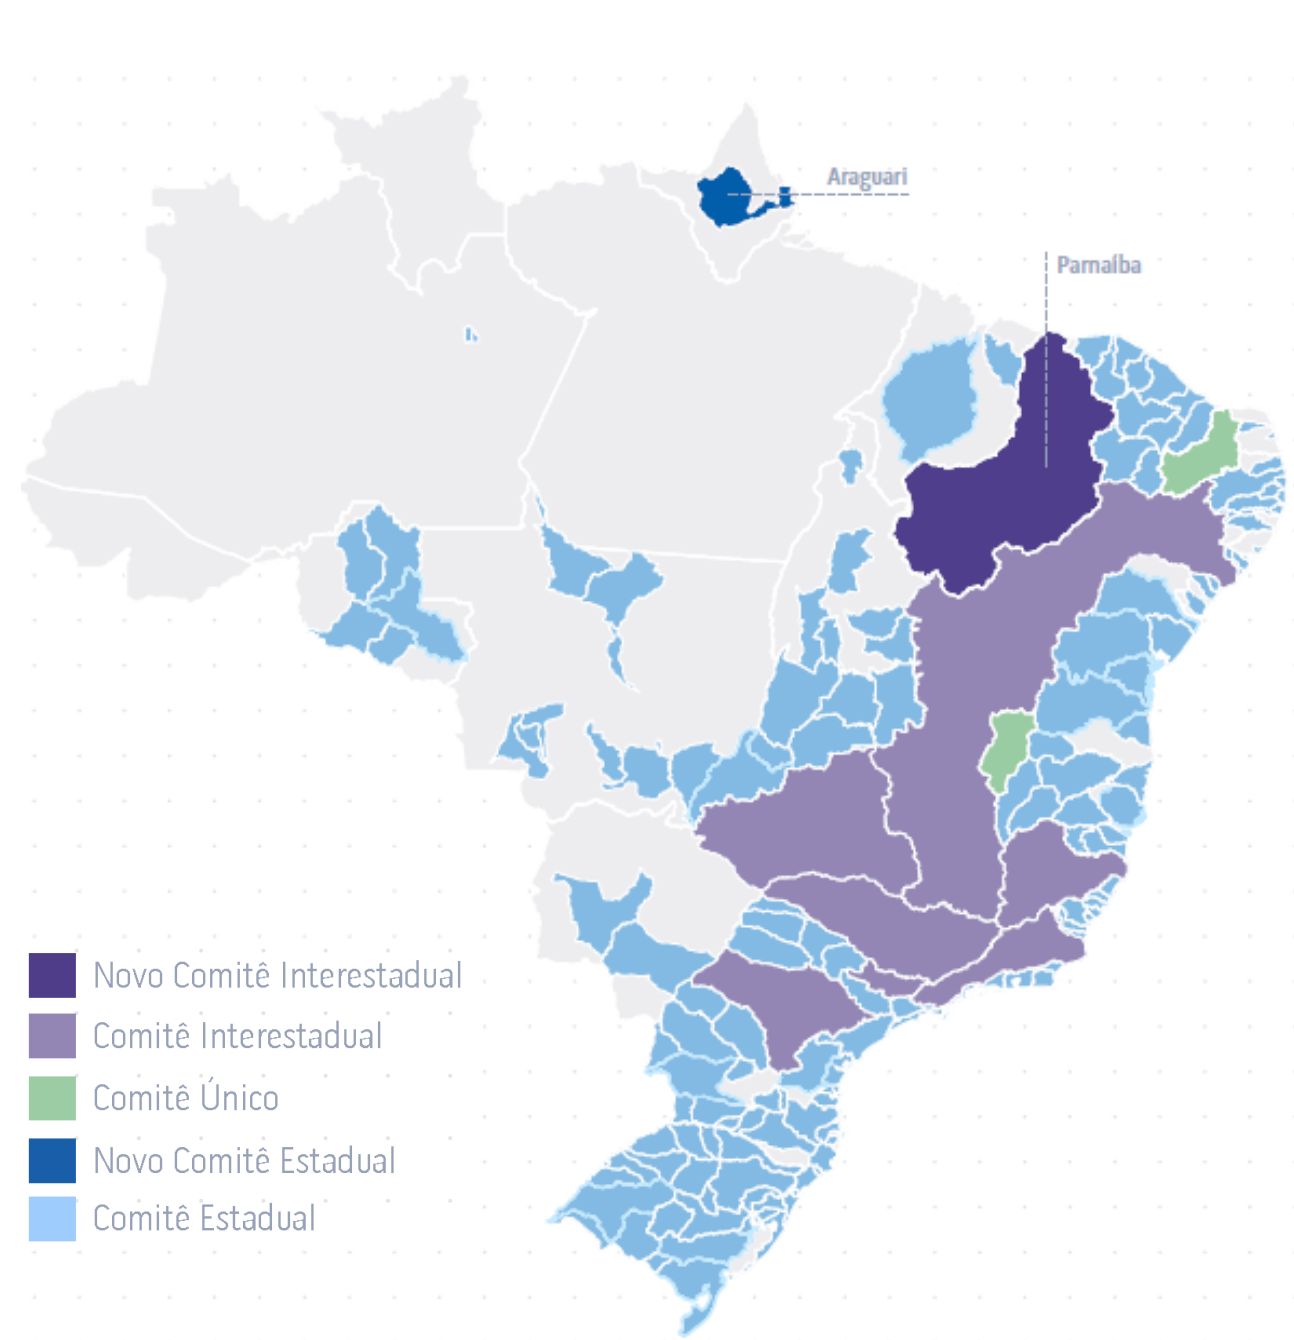 Araguari
Parnaíba
Novo Comitê Interestadual
Comitê Interestadual
Comitê Único
Novo Comitê Estadual
Comitê Estadual